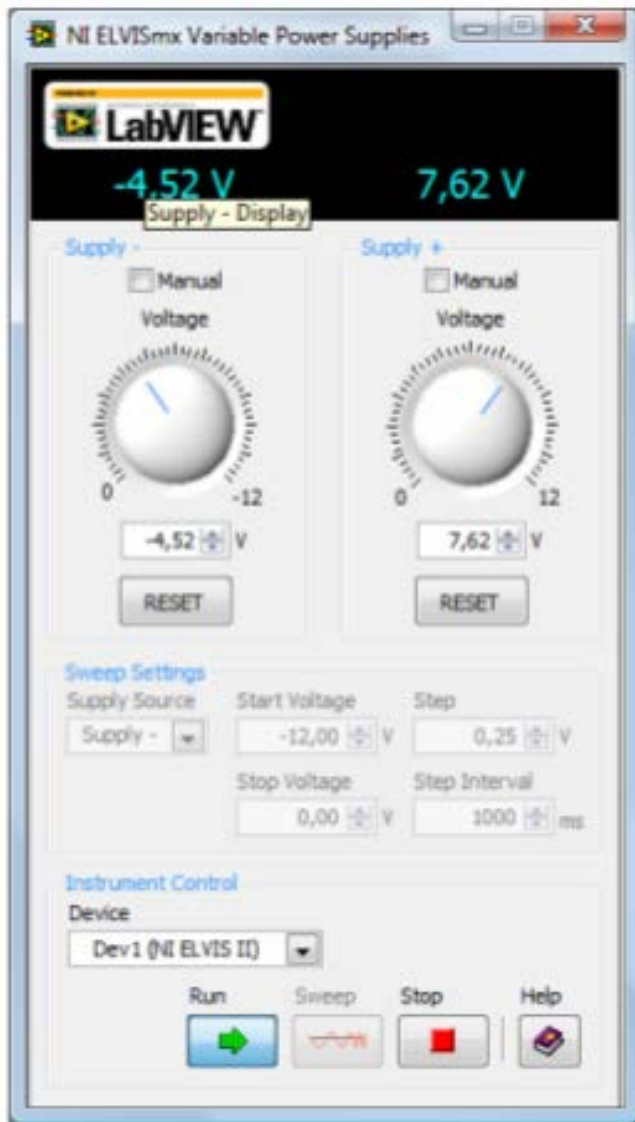 NI ELVISmx Variable Power Supplies
LabVIEW
-4,52 V 7,62 V
Supply - Display
Supply - Supply +
Manual Manual
Voltage Voltage
0 -12 0 12
-4,52 V 7,62 V
RESET RESET
Sweep Settings
Supply Source Start Voltage Step
Supply - -12,00 V 0,25 V
Stop Voltage Step Interval
0,00 V 1000 ms
Instrument Control
Device
Dev1 (NI ELVIS II)
Run Sweep Stop Help